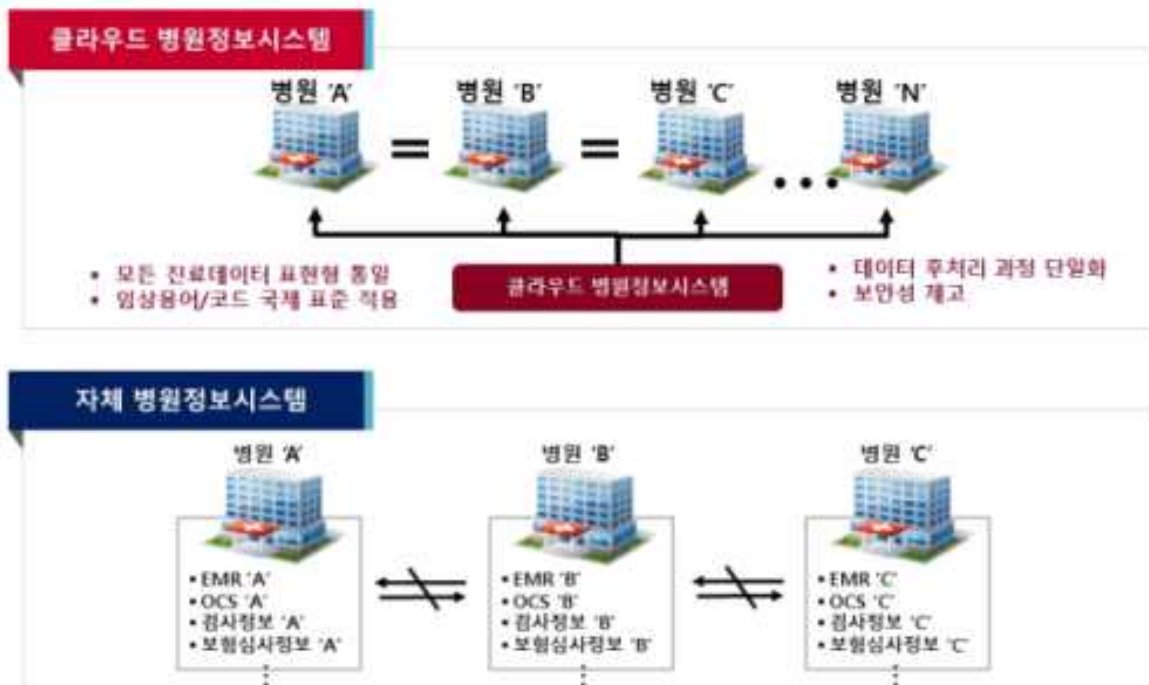 클라우드 병원정보시스템
병원 'A' 병원 'B' 병원 'C' 병원 'N'
= = ...
• 모든 진료데이터 표현형 통일
• 임상용어/코드 국제 표준 적용
클라우드 병원정보시스템
• 데이터 후처리 과정 단일화
• 보안성 제고
자체 병원정보시스템
병원 'A' 병원 'B' 병원 'C'
• EMR 'A'
• OCS 'A'
• 검사정보 'A'
• 보험심사정보 'A'
• EMR 'B'
• OCS 'B'
• 검사정보 'B'
• 보험심사정보 'B'
• EMR 'C'
• OCS 'C'
• 검사정보 'C'
• 보험심사정보 'C'